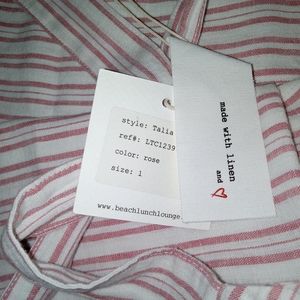 style: Talia
ref#: LTC1239
color: rose
size: 1
www.beachlunchlounge.
made with linen
and